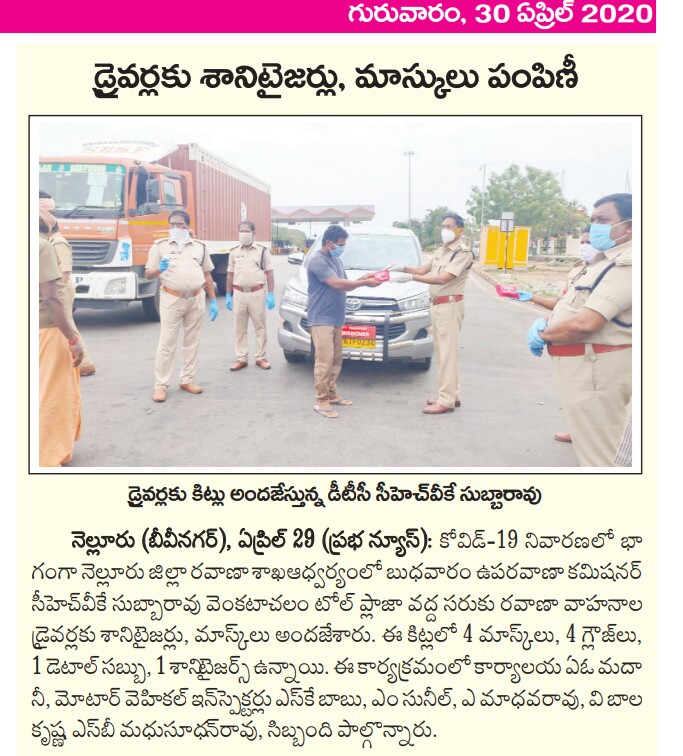 గురువారం, 30 ఏప్రిల్ 2020
డ్రైవర్లకు శానిటైజర్లు, మాస్కులు పంపిణీ
డ్రైవర్లకు కిట్లు అందజేస్తున్న డీటీసీ సీహెచ్‌వీకే సుబ్బారావు
నెల్లూరు (బీవీనగర్), ఏప్రిల్ 29 (ప్రభ న్యూస్): కోవిడ్-19 నివారణలో భా
గంగా నెల్లూరు జిల్లా రవాణా శాఖఆధ్వర్యంలో బుధవారం ఉపరవాణా కమిషనర్
సీహెచ్‌వీకే సుబ్బారావు వెంకటాచలం టోల్ ప్లాజా వద్ద సరుకు రవాణా వాహనాల
డ్రైవర్లకు శానిటైజర్లు, మాస్క్‌లు అందజేశారు. ఈ కిట్లలో 4 మాస్క్‌లు, 4 గ్లౌజ్‌లు,
1 డెటాల్ సబ్బు, 1 శానిటైజర్స్ ఉన్నాయి. ఈ కార్యక్రమంలో కార్యాలయ ఏఓ మదా
నీ, మోటార్ వెహికల్ ఇన్‌స్పెక్టర్లు ఎస్‌కే బాబు, ఎం సునీల్, ఎ మాధవరావు, వి బాల
కృష్ణ, ఎస్‌బీ మధుసూధన్‌రావు, సిబ్బంది పాల్గొన్నారు.